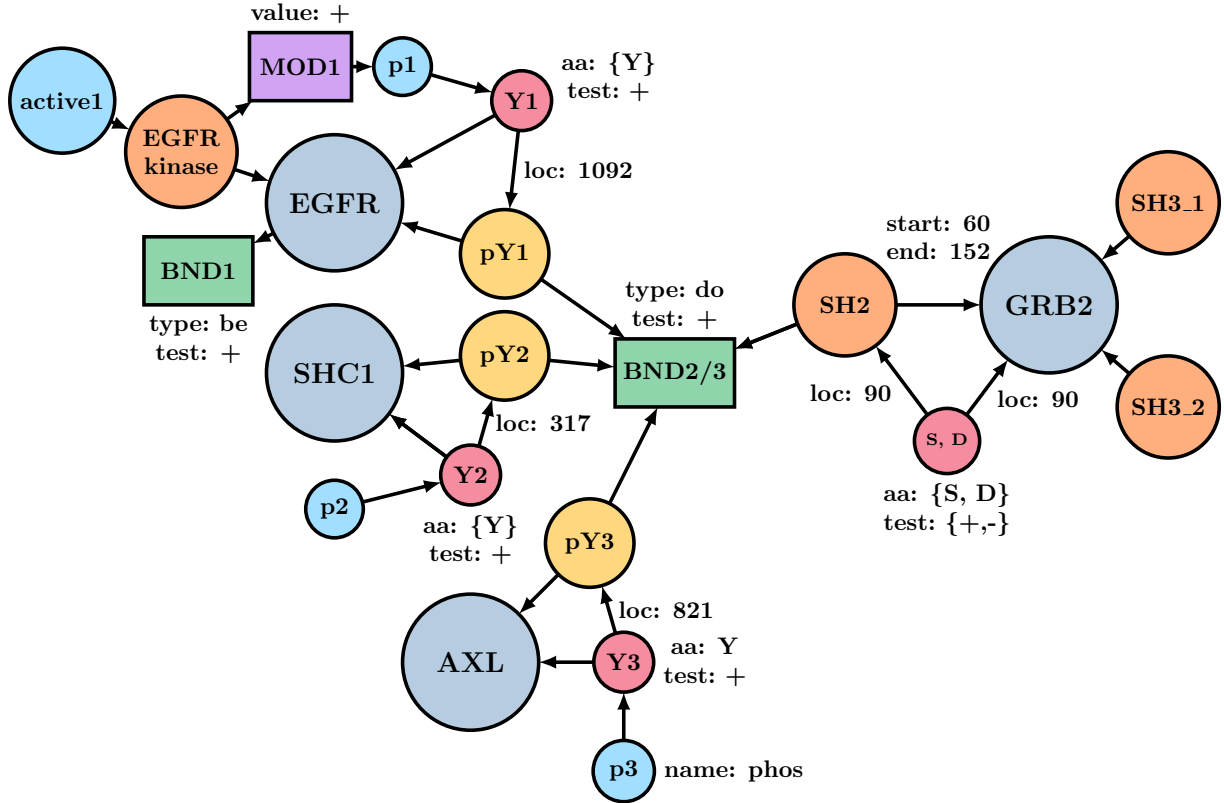 value: +
active1
MOD1
p1
aa: {Y}
test: +
Y1
EGFR
kinase
loc: 1092
EGFR
pY1
BND1
type: be
test: +
SHC1
pY2
loc: 317
Y2
p2
aa: {Y}
test: +
type: do
test: +
BND2/3
SH2
start: 60
end: 152
GRB2
SH3_1
SH3_2
loc: 90
loc: 90
S, D
aa: {S, D}
test: {+,-}
pY3
loc: 821
AXL
Y3
aa: Y
test: +
p3
name: phos